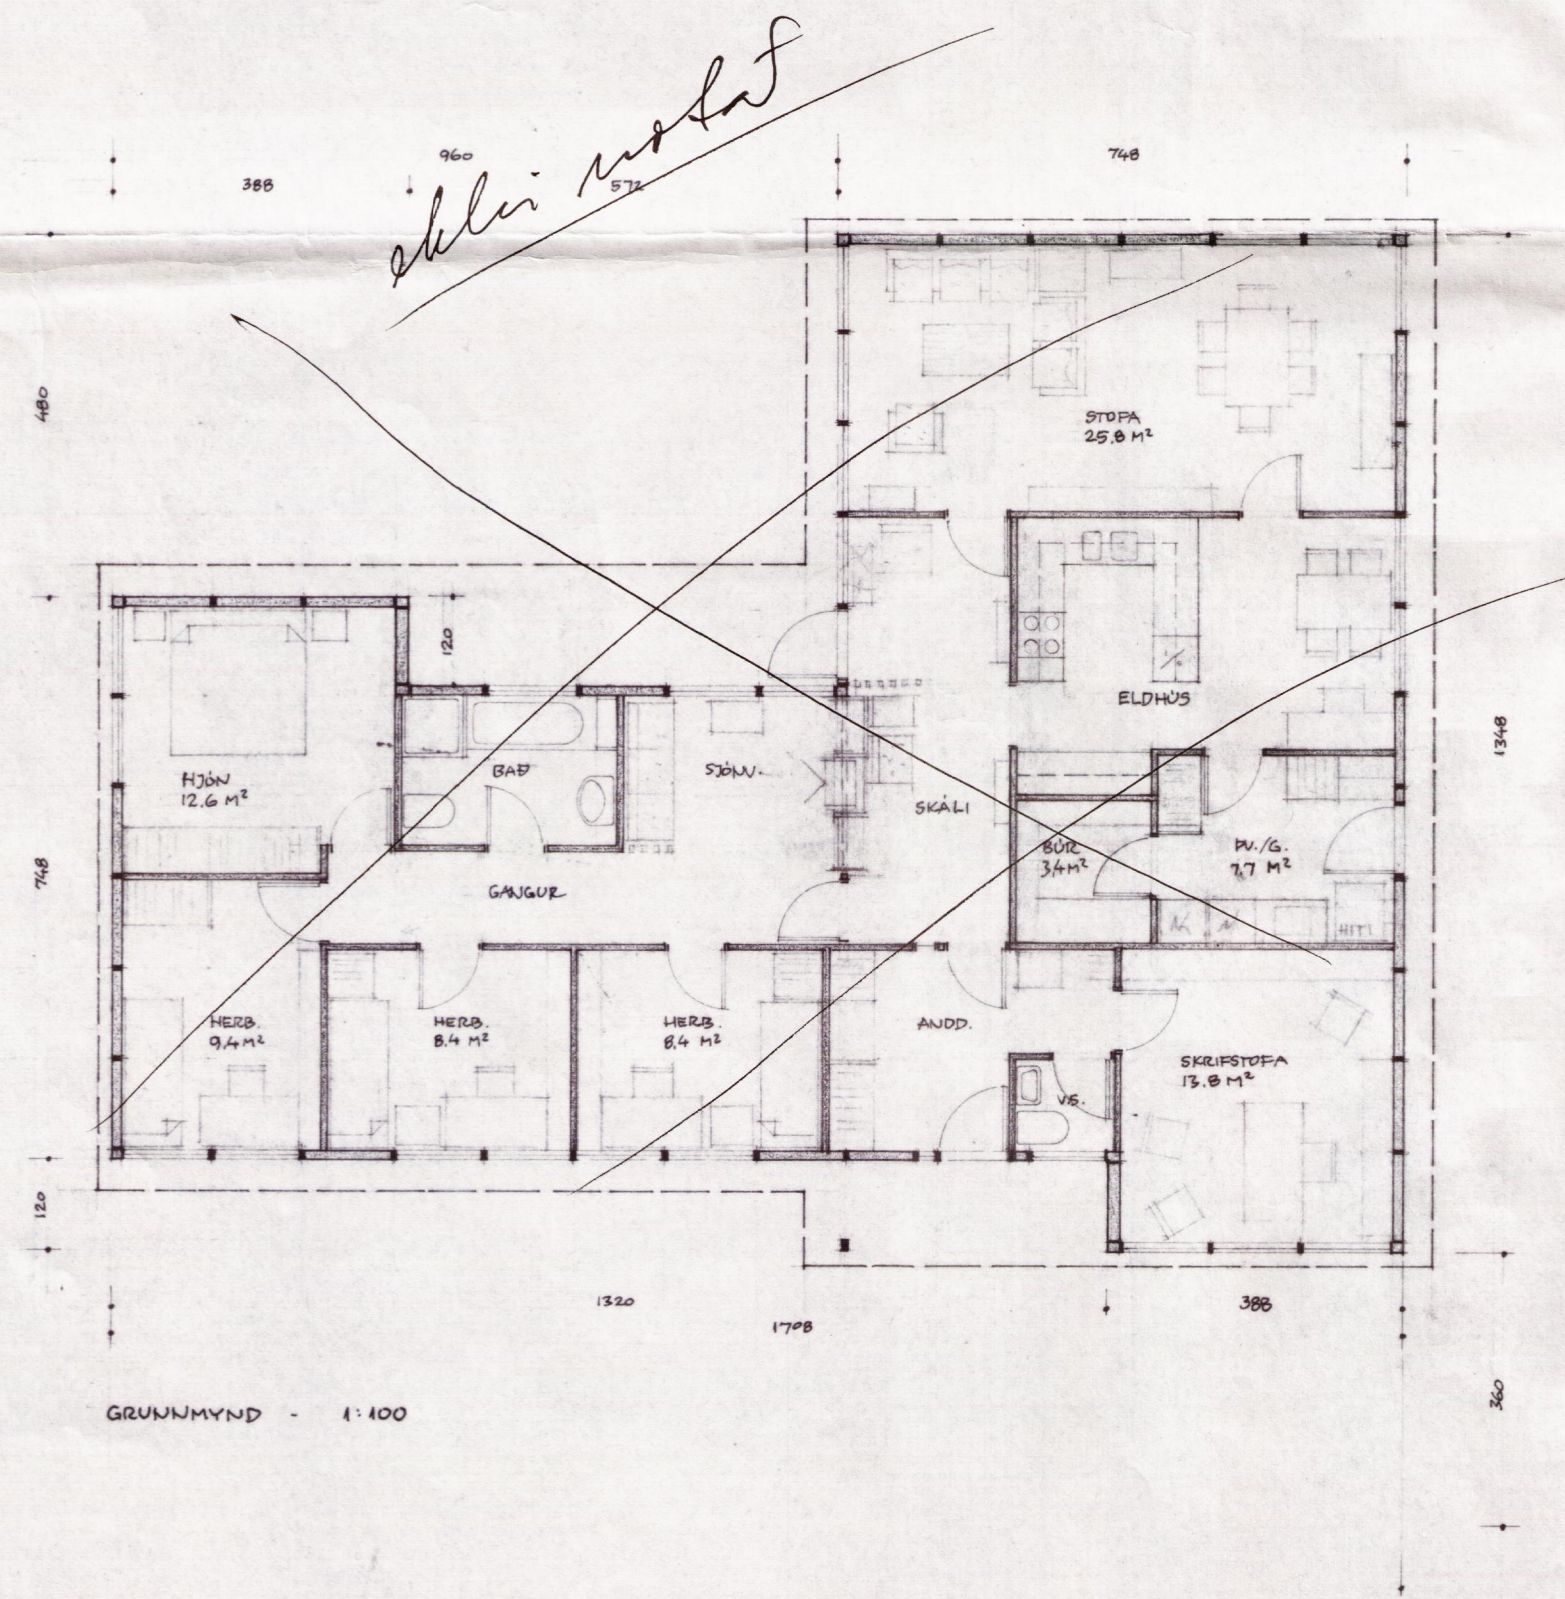 ekki notað
960
748
388
572
480
STOFA
25.8 M²
120
ELDHÚS
1348
HJÓN
12.6 M²
BAÐ
SJÓNV.
SKÁLI
BÚR
3,4 M²
ÞV./G.
7.7 M²
748
GANGUR
HITI
HERB.
9,4 M²
HERB.
8.4 M²
HERB.
8.4 M²
ANDD.
SKRIFSTOFA
13.8 M²
120
1320
388
1708
360
GRUNNMYND - 1:100